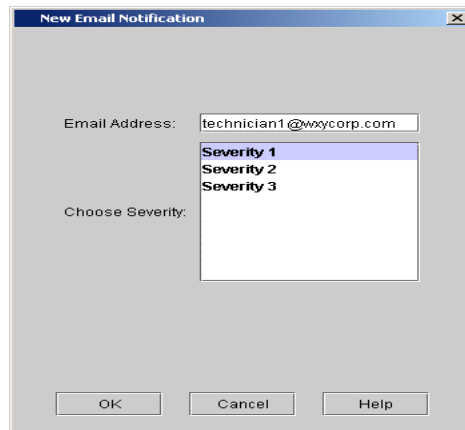 New Email Notification
Email Address: technician1@wxycorp.com
Severity 1
Severity 2
Severity 3
Choose Severity:
OK Cancel Help